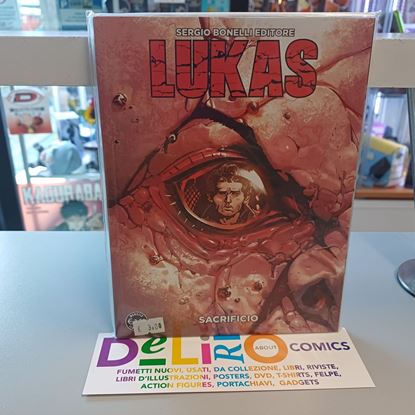 SERGIO BONELLI EDITORE
LUKAS
SACRIFICIO
DELIRIO ABOUT COMICS
FUMETTI NUOVI, USATI, DA COLLEZIONE, LIBRI, RIVISTE,
LIBRI D'ILLUSTRAZIONI, POSTERS, DVD, T-SHIRTS, FELPE,
ACTION FIGURES, PORTACHIAVI, GADGETS